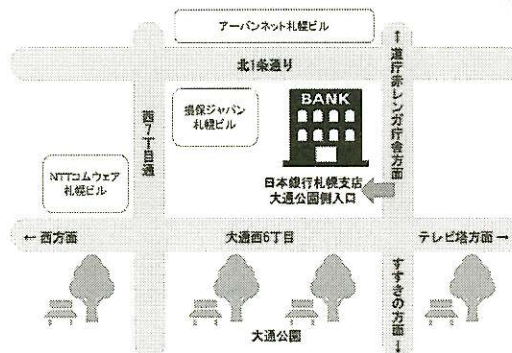 アーバンネット札幌ビル
北1条通り
↑道庁赤レンガ庁舎方面
西7丁目通
損保ジャパン
札幌ビル
BANK
NTTコムウェア
札幌ビル
日本銀行札幌支店
大通公園側入口
← 西方面
大通西6丁目
テレビ塔方面 →
すすきの方面↓
大通公園